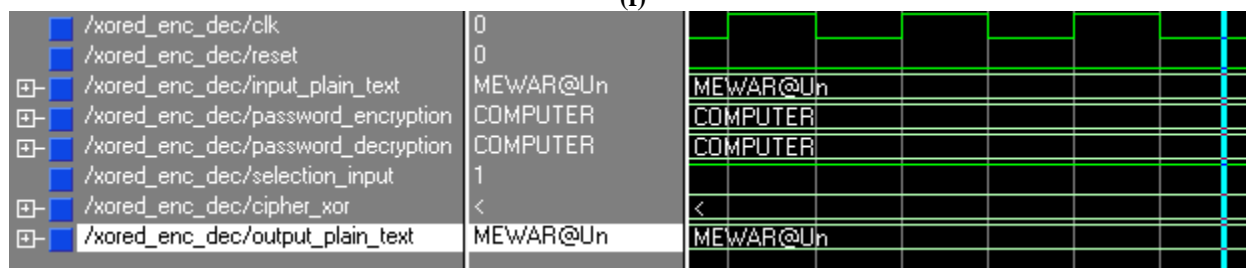 (I)
/xored_enc_dec/clk 0
/xored_enc_dec/reset 0
/xored_enc_dec/input_plain_text MEWAR@Un MEWAR@Un
/xored_enc_dec/password_encryption COMPUTER COMPUTER
/xored_enc_dec/password_decryption COMPUTER COMPUTER
/xored_enc_dec/selection_input 1
/xored_enc_dec/cipher_xor < <
/xored_enc_dec/output_plain_text MEWAR@Un MEWAR@Un